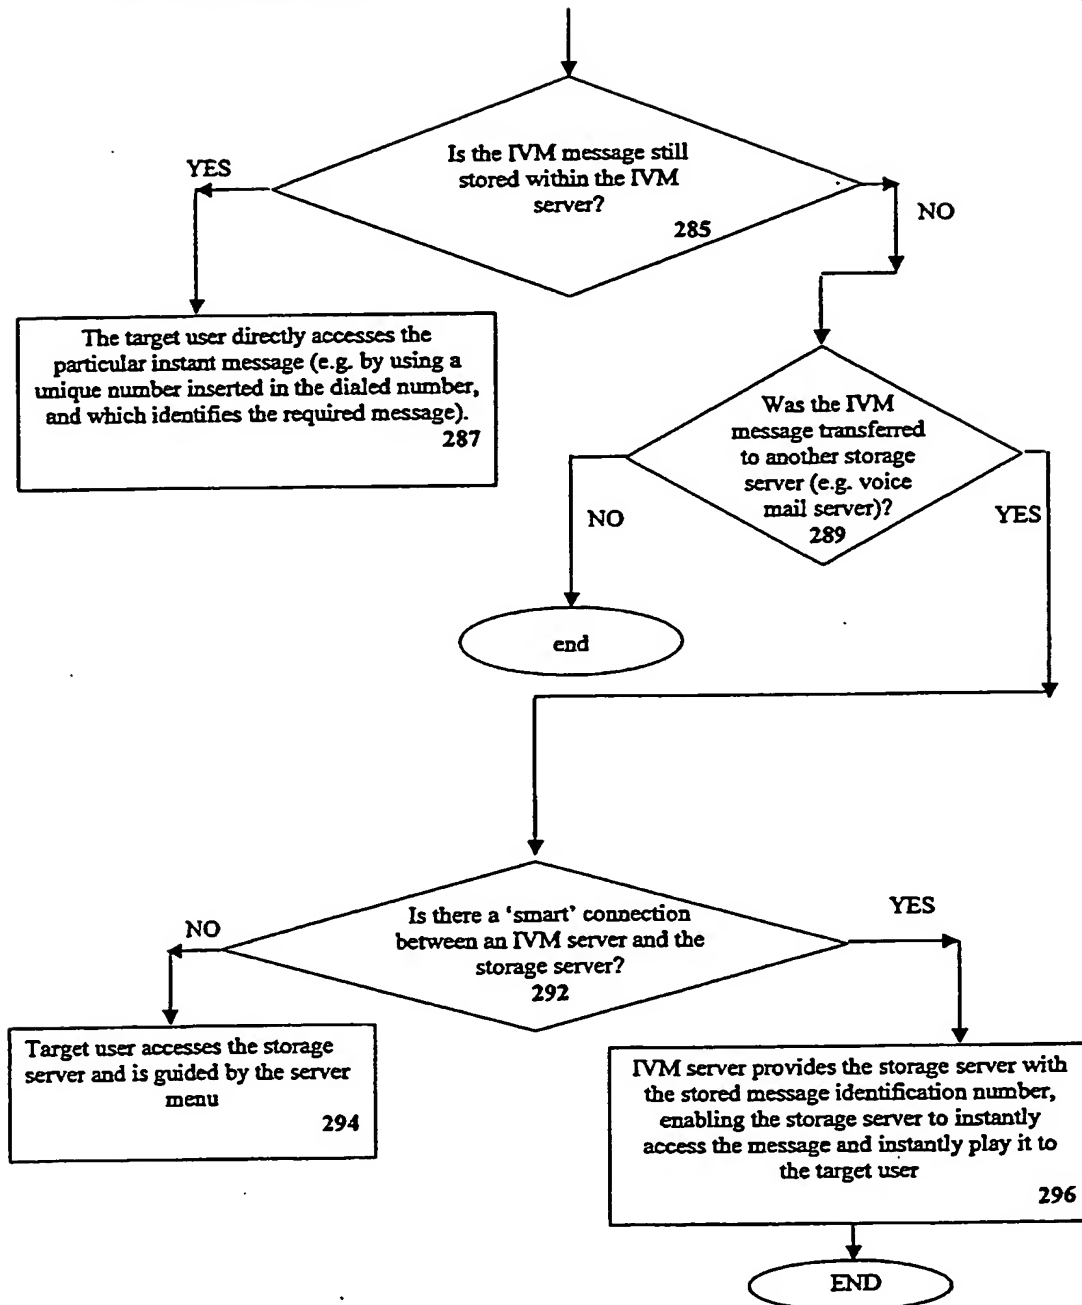 Is the IVM message still
stored within the IVM
server?
285
YES
NO
The target user directly accesses the
particular instant message (e.g. by using a
unique number inserted in the dialed number,
and which identifies the required message).
287
Was the IVM
message transferred
to another storage
server (e.g. voice
mail server)?
289
NO
YES
end
Is there a ‘smart’ connection
between an IVM server and the
storage server?
292
NO
YES
Target user accesses the storage
server and is guided by the server
menu
294
IVM server provides the storage server with
the stored message identification number,
enabling the storage server to instantly
access the message and instantly play it to
the target user
296
END